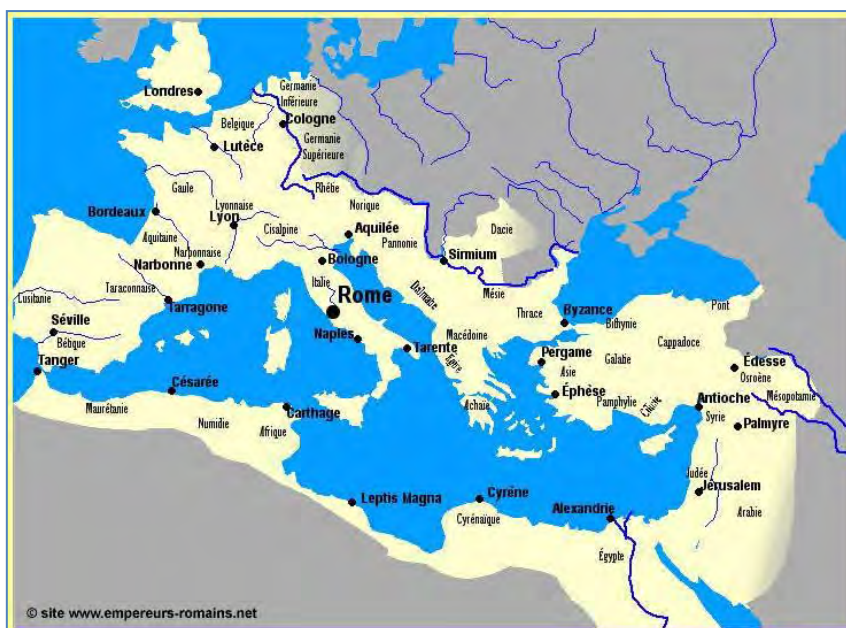 Londres
Germanie
Inférieure
Cologne
Belgique
Germanie
Supérieure
Lutèce
Rhébe
Gaule
Lyonnaise
Norique
Bordeaux
Lyon
Cisalpine
Aquilée
Dacie
Aquitaine
Pannonie
Narbonnaise
Narbonne
Bologne
Sirmium
Italie
Dalmatie
Mésie
Lusitanie
Taraconnaise
Tarragone
Rome
Thrace
Byzance
Pont
Bithynie
Séville
Bébque
Naples
Tarente
Macédoine
Epire
Pergame
Asie
Galatie
Cappadoce
Tanger
Césarée
Édesse
Osroène
Mésopotamie
Éphèse
Pamphylie
Cilicie
Antioche
Syrie
Palmyre
Maurétanie
Numidie
Carthage
Afrique
Achaïe
Judée
Jérusalem
Leptis Magna
Cyrène
Cyrénaïque
Alexandrie
Arabie
Égypte
© site www.empereurs-romains.net